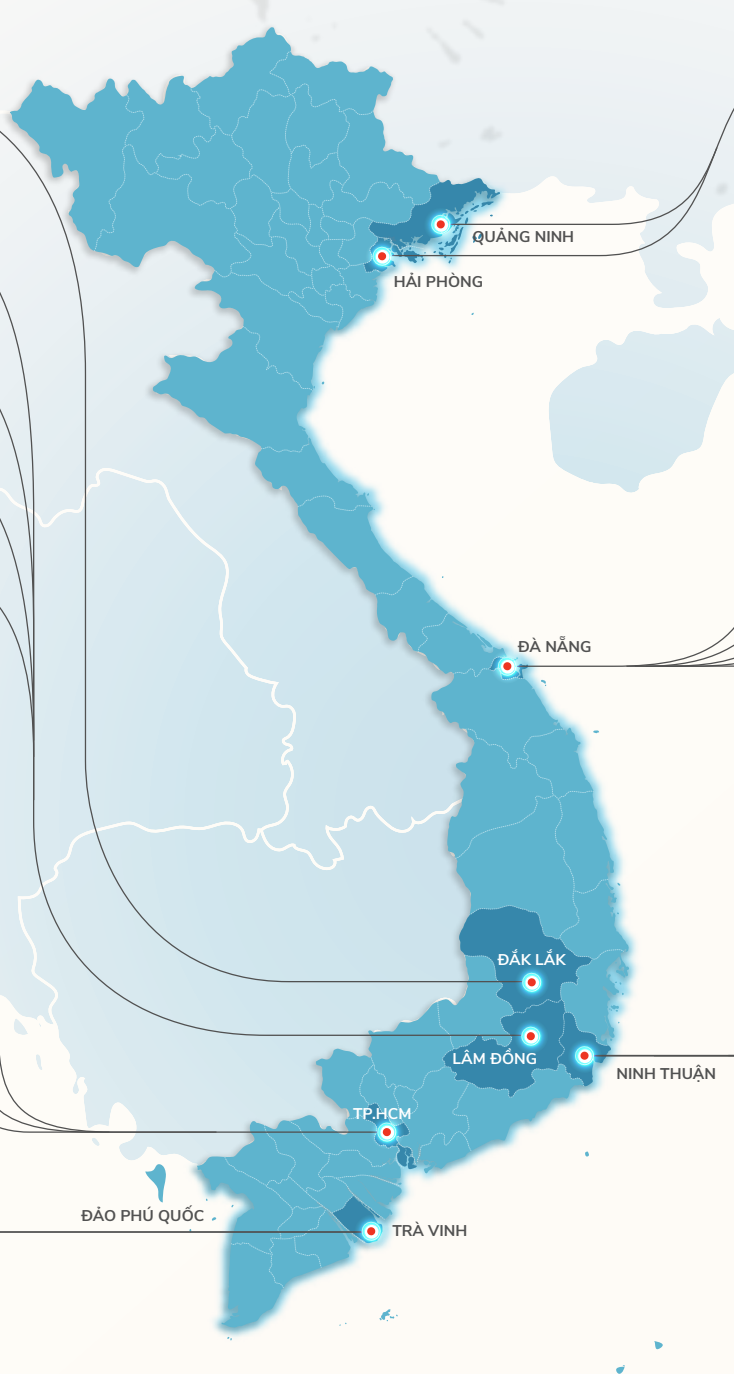 QUẢNG NINH
HẢI PHÒNG
ĐÀ NẴNG
ĐẮK LẮK
LÂM ĐỒNG
NINH THUẬN
TP.HCM
ĐẢO PHÚ QUỐC
TRÀ VINH